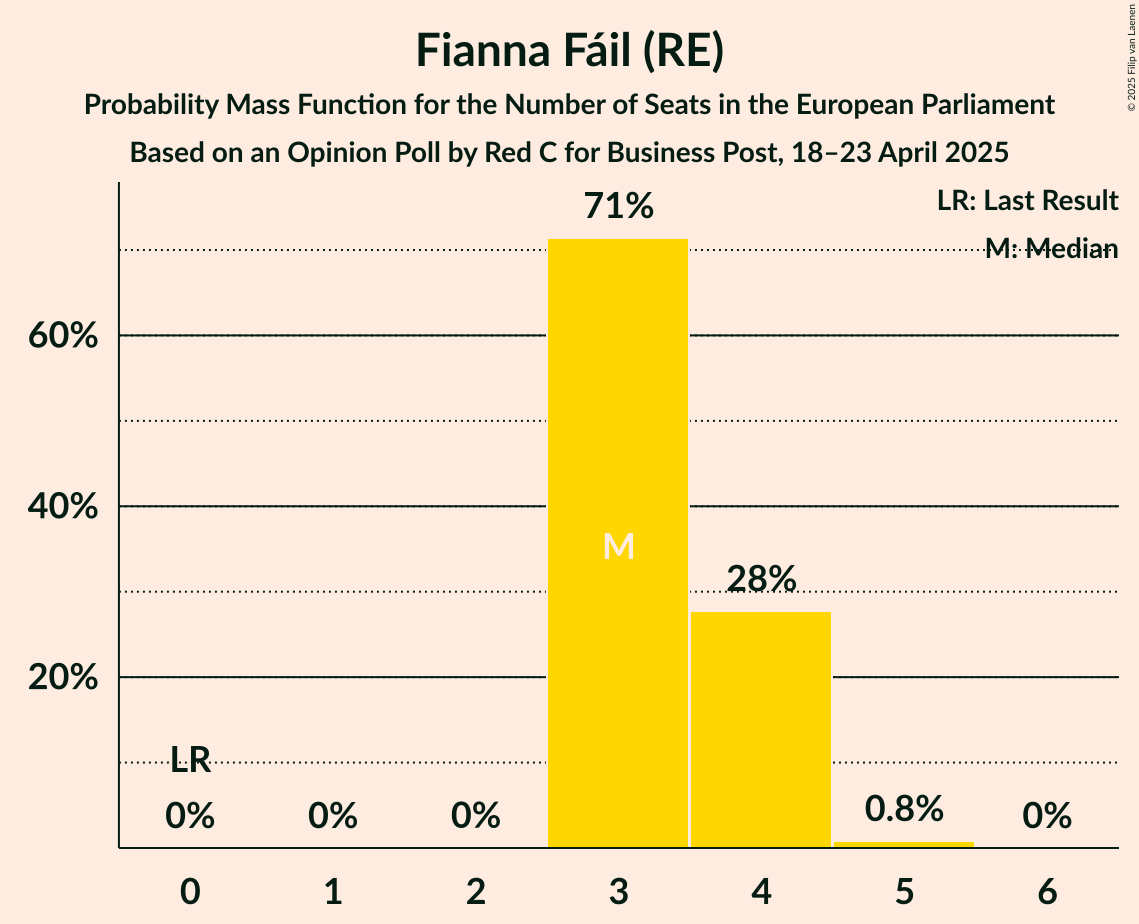 Fianna Fáil (RE)
Probability Mass Function for the Number of Seats in the European Parliament
Based on an Opinion Poll by Red C for Business Post, 18–23 April 2025
© 2025 Filip van Laenen
LR: Last Result
M: Median
71%
60%
40%
M
28%
20%
LR
0%
0%
0%
0.8%
0%
0
1
2
3
4
5
6